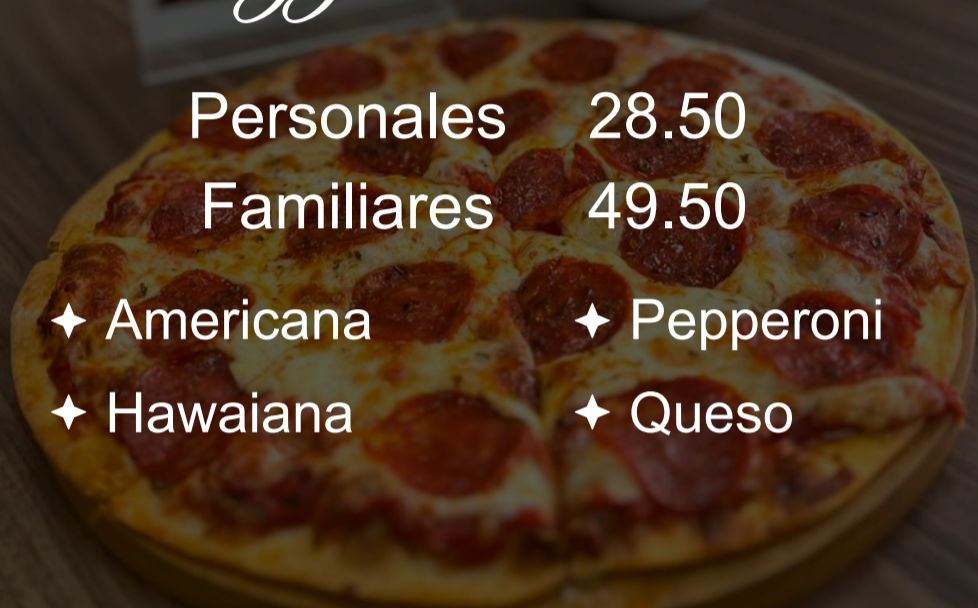 Personales 28.50
Familiares 49.50
✦ Americana ✦ Pepperoni
✦ Hawaiana ✦ Queso